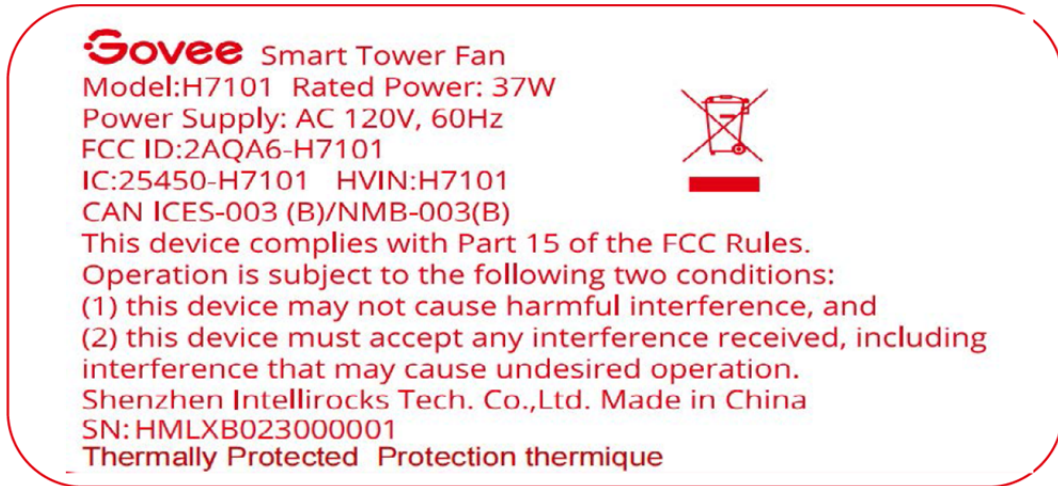 Govee Smart Tower Fan
Model:H7101 Rated Power: 37W
Power Supply: AC 120V, 60Hz
FCC ID:2AQA6-H7101
IC:25450-H7101 HVIN:H7101
CAN ICES-003 (B)/NMB-003(B)
This device complies with Part 15 of the FCC Rules.
Operation is subject to the following two conditions:
(1) this device may not cause harmful interference, and
(2) this device must accept any interference received, including
interference that may cause undesired operation.
Shenzhen Intellirocks Tech. Co.,Ltd. Made in China
SN:HMLXB023000001
Thermally Protected Protection thermique